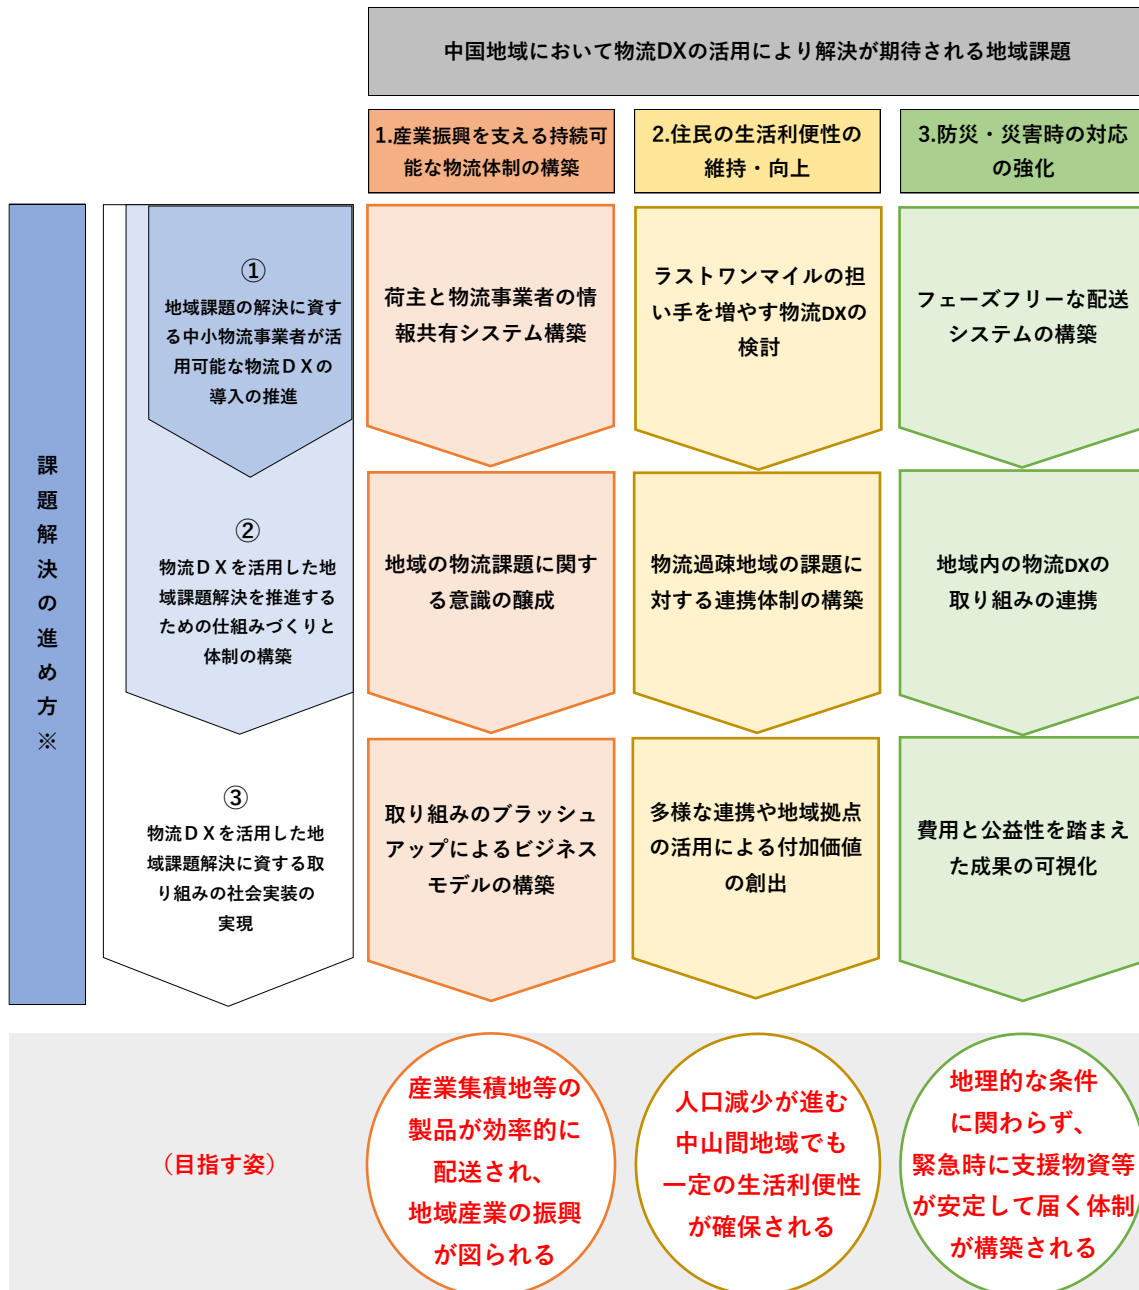 中国地域において物流DXの活用により解決が期待される地域課題
1.産業振興を支える持続可
能な物流体制の構築
2.住民の生活利便性の
維持・向上
3.防災・災害時の対応
の強化
課題解決の進め方※
①
地域課題の解決に資す
る中小物流事業者が活
用可能な物流ＤＸの
導入の推進
荷主と物流事業者の情
報共有システム構築
ラストワンマイルの担
い手を増やす物流DXの
検討
フェーズフリーな配送
システムの構築
②
物流ＤＸを活用した地
域課題解決を推進する
ための仕組みづくりと
体制の構築
地域の物流課題に関す
る意識の醸成
物流過疎地域の課題に
対する連携体制の構築
地域内の物流DXの
取り組みの連携
③
物流ＤＸを活用した地
域課題解決に資する取
り組みの社会実装の
実現
取り組みのブラッシュ
アップによるビジネス
モデルの構築
多様な連携や地域拠点
の活用による付加価値
の創出
費用と公益性を踏まえ
た成果の可視化
（目指す姿）
産業集積地等の
製品が効率的に
配送され、
地域産業の振興
が図られる
人口減少が進む
中山間地域でも
一定の生活利便性
が確保される
地理的な条件
に関わらず、
緊急時に支援物資等
が安定して届く体制
が構築される